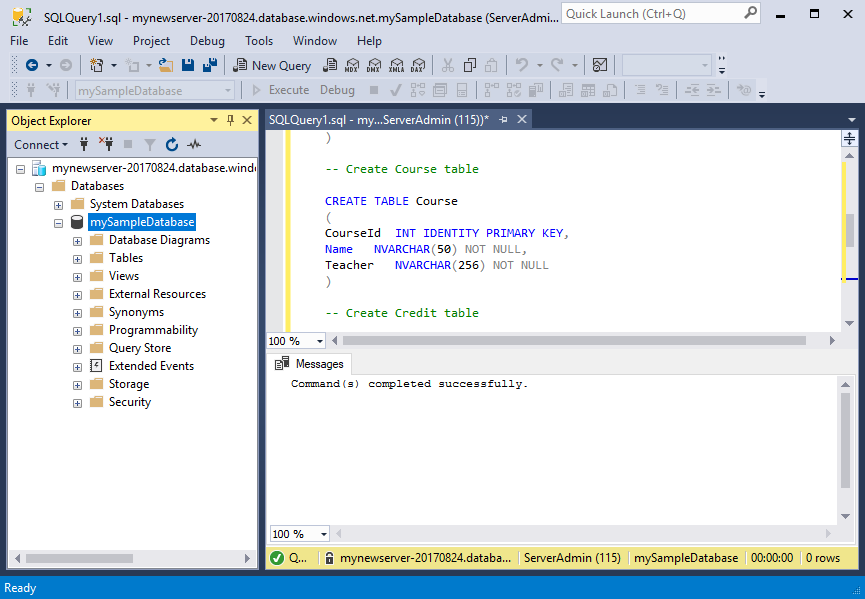 SQLQuery1.sql - mynewserver-20170824.database.windows.net.mySampleDatabase (ServerAdmin...
Quick Launch (Ctrl+Q)
File Edit View Project Debug Tools Window Help
New Query MDX DMX XMLA DAX
mySampleDatabase Execute Debug
Object Explorer
Connect
mynewserver-20170824.database.windo
Databases
System Databases
mySampleDatabase
Database Diagrams
Tables
Views
External Resources
Synonyms
Programmability
Query Store
Extended Events
Storage
Security
SQLQuery1.sql - my...ServerAdmin (115))*
)
-- Create Course table
CREATE TABLE Course
(
CourseId INT IDENTITY PRIMARY KEY,
Name NVARCHAR(50) NOT NULL,
Teacher NVARCHAR(256) NOT NULL
)
-- Create Credit table
100 %
Messages
Command(s) completed successfully.
100 %
Q... mynewserver-20170824.databa... ServerAdmin (115) mySampleDatabase 00:00:00 0 rows
Ready